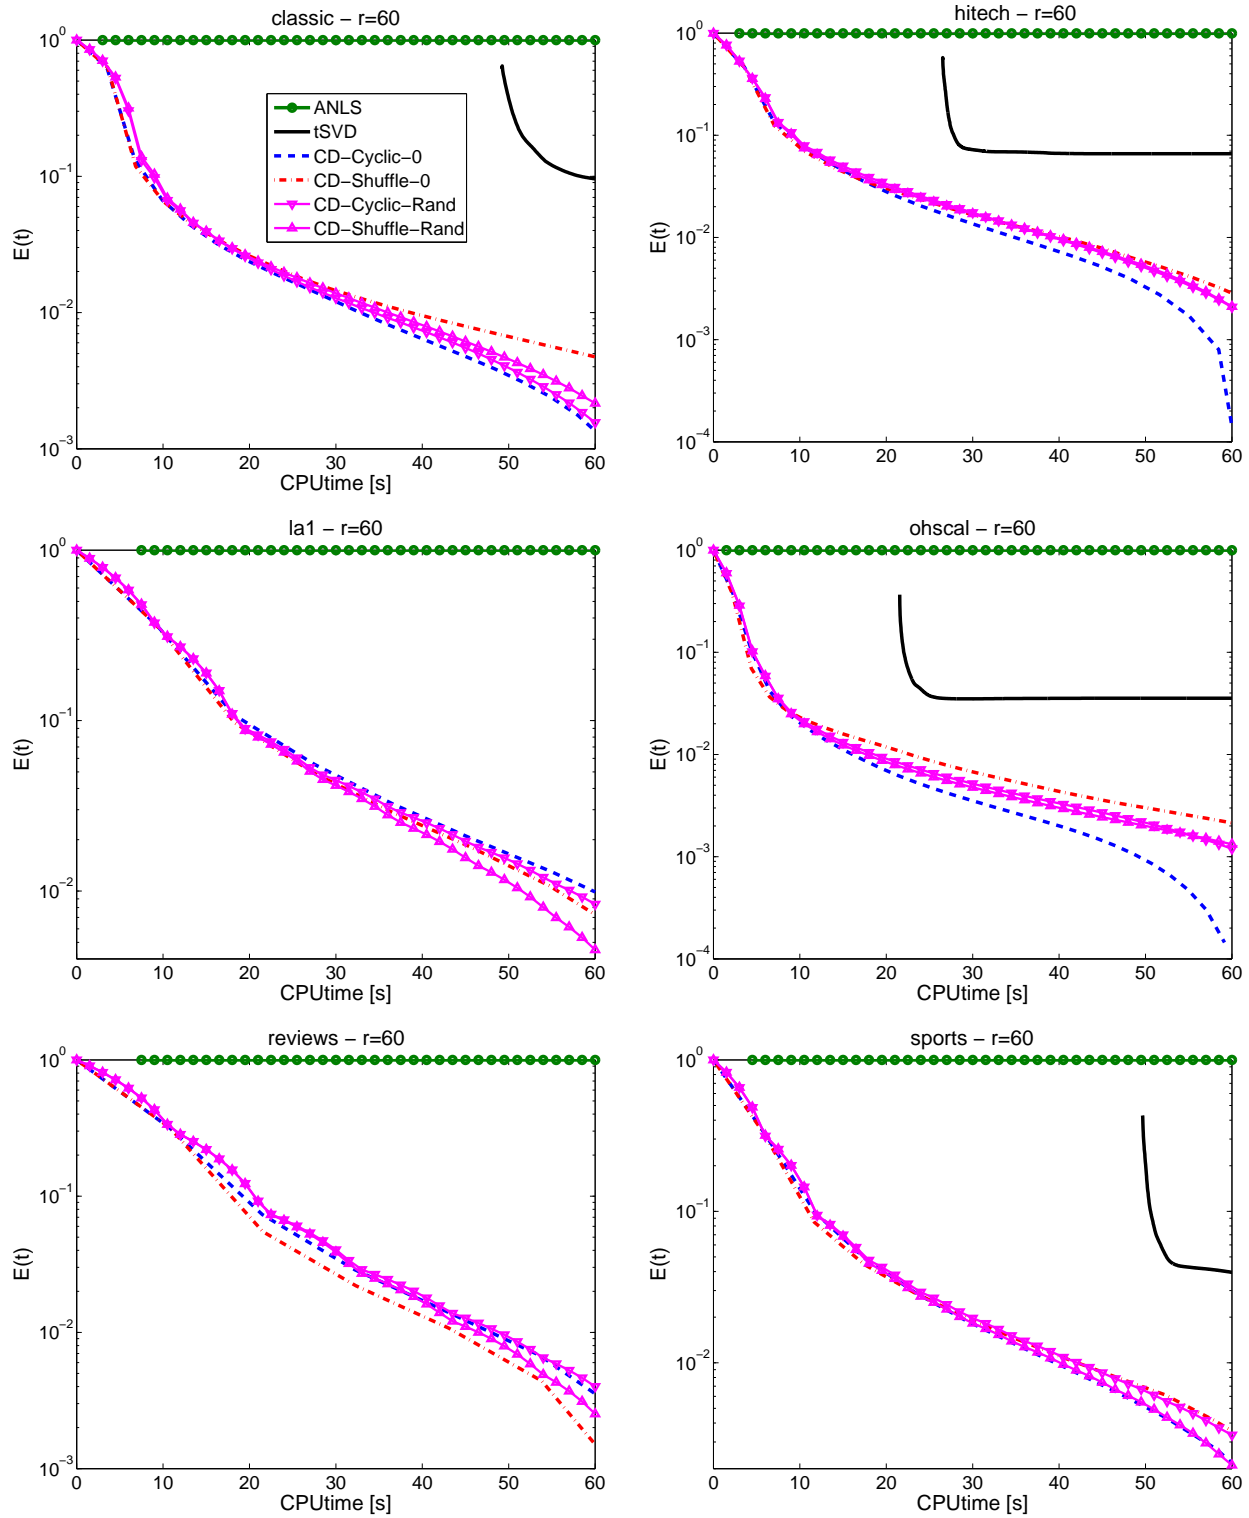 classic − r=60
10^0
10^−1
10^−2
10^−3
E(t)
ANLS
tSVD
CD−Cyclic−0
CD−Shuffle−0
CD−Cyclic−Rand
CD−Shuffle−Rand
0 10 20 30 40 50 60
CPUtime [s]
hitech − r=60
10^0
10^−1
10^−2
10^−3
10^−4
E(t)
0 10 20 30 40 50 60
CPUtime [s]
la1 − r=60
10^0
10^−1
10^−2
E(t)
0 10 20 30 40 50 60
CPUtime [s]
ohscal − r=60
10^0
10^−1
10^−2
10^−3
10^−4
E(t)
0 10 20 30 40 50 60
CPUtime [s]
reviews − r=60
10^0
10^−1
10^−2
10^−3
E(t)
0 10 20 30 40 50 60
CPUtime [s]
sports − r=60
10^0
10^−1
10^−2
E(t)
0 10 20 30 40 50 60
CPUtime [s]